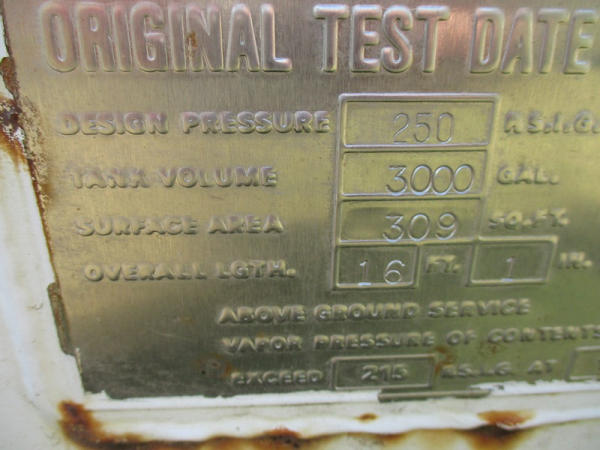 ORIGINAL TEST DATE
DESIGN PRESSURE 250 P.S.I.G.
TANK VOLUME 3000 GAL.
SURFACE AREA 309 SQ.FT.
OVERALL LGTH. 16 FT. 1 IN.
ABOVE GROUND SERVICE
VAPOR PRESSURE OF CONTENTS
EXCEED 215 P.S.I.G AT